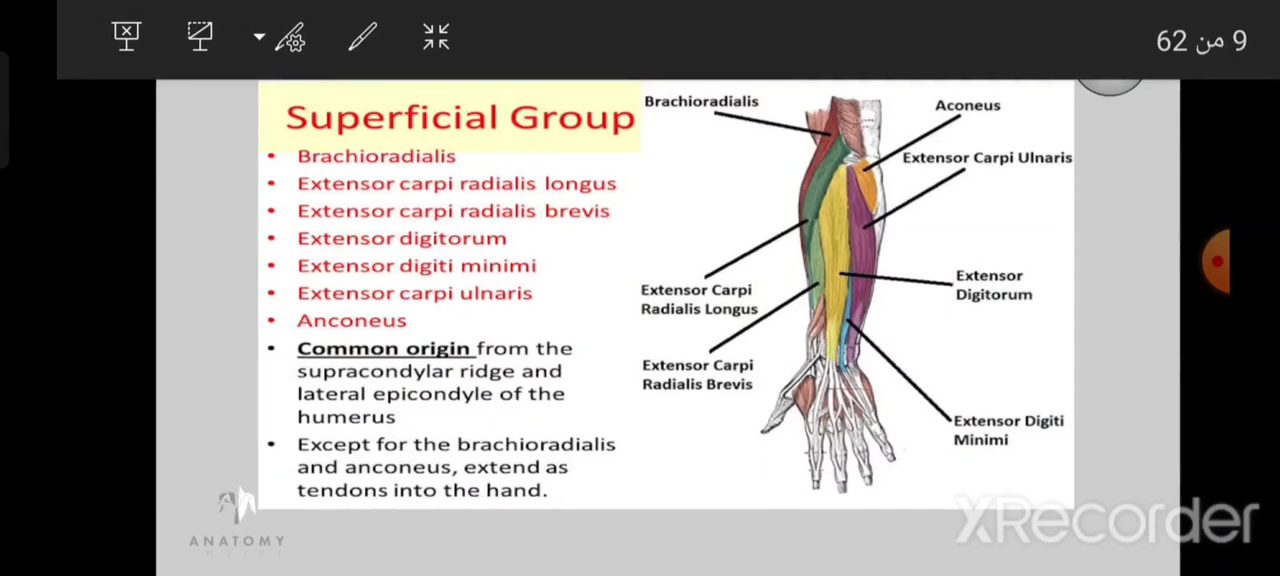 9 من 62
Superficial Group
• Brachioradialis
• Extensor carpi radialis longus
• Extensor carpi radialis brevis
• Extensor digitorum
• Extensor digiti minimi
• Extensor carpi ulnaris
• Anconeus
• Common origin from the
supracondylar ridge and
lateral epicondyle of the
humerus
• Except for the brachioradialis
and anconeus, extend as
tendons into the hand.
Brachioradialis
Aconeus
Extensor Carpi Ulnaris
Extensor Carpi
Radialis Longus
Extensor
Digitorum
Extensor Carpi
Radialis Brevis
Extensor Digiti
Minimi
ANATOMY
XRecorder